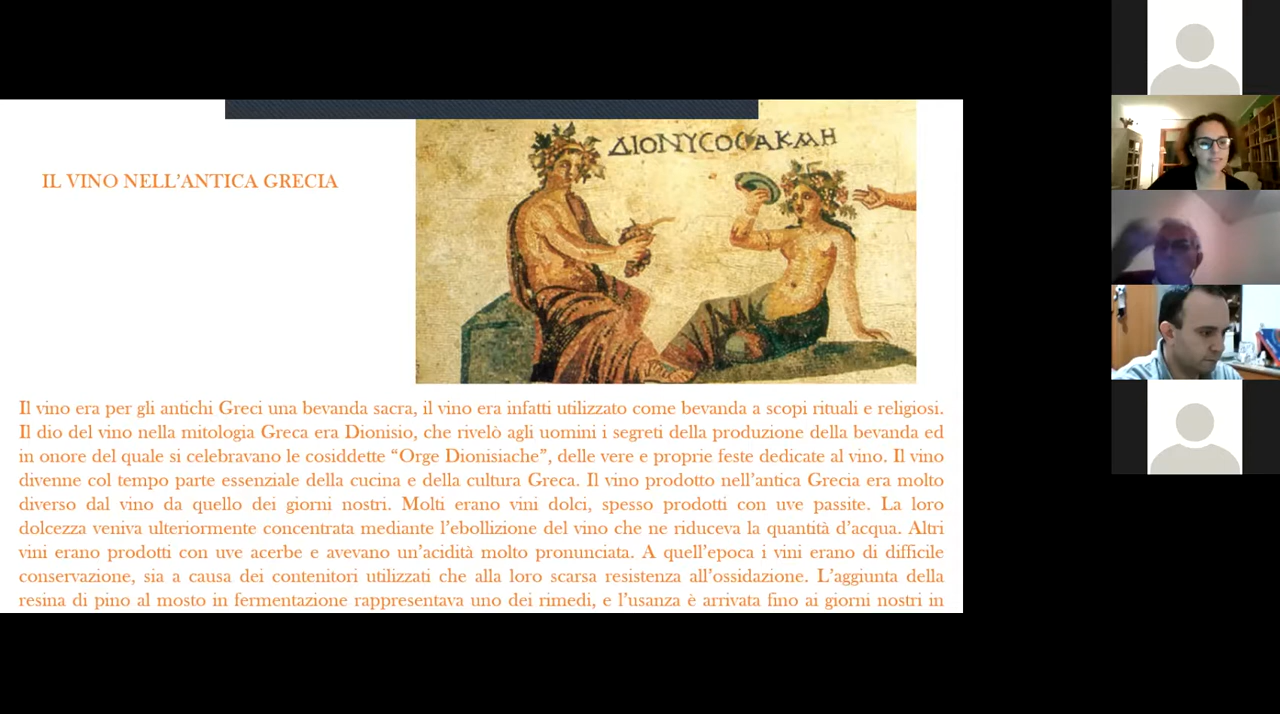 ΔΙΟΝΥCΟC ΑΚΜΗ
IL VINO NELL’ANTICA GRECIA
Il vino era per gli antichi Greci una bevanda sacra, il vino era infatti utilizzato come bevanda a scopi rituali e religiosi.
Il dio del vino nella mitologia Greca era Dionisio, che rivelò agli uomini i segreti della produzione della bevanda ed
in onore del quale si celebravano le cosiddette “Orge Dionisiache”, delle vere e proprie feste dedicate al vino. Il vino
divenne col tempo parte essenziale della cucina e della cultura Greca. Il vino prodotto nell’antica Grecia era molto
diverso dal vino da quello dei giorni nostri. Molti erano vini dolci, spesso prodotti con uve passite. La loro
dolcezza veniva ulteriormente concentrata mediante l’ebollizione del vino che ne riduceva la quantità d’acqua. Altri
vini erano prodotti con uve acerbe e avevano un’acidità molto pronunciata. A quell’epoca i vini erano di difficile
conservazione, sia a causa dei contenitori utilizzati che alla loro scarsa resistenza all’ossidazione. L’aggiunta della
resina di pino al mosto in fermentazione rappresentava uno dei rimedi, e l’usanza è arrivata fino ai giorni nostri in